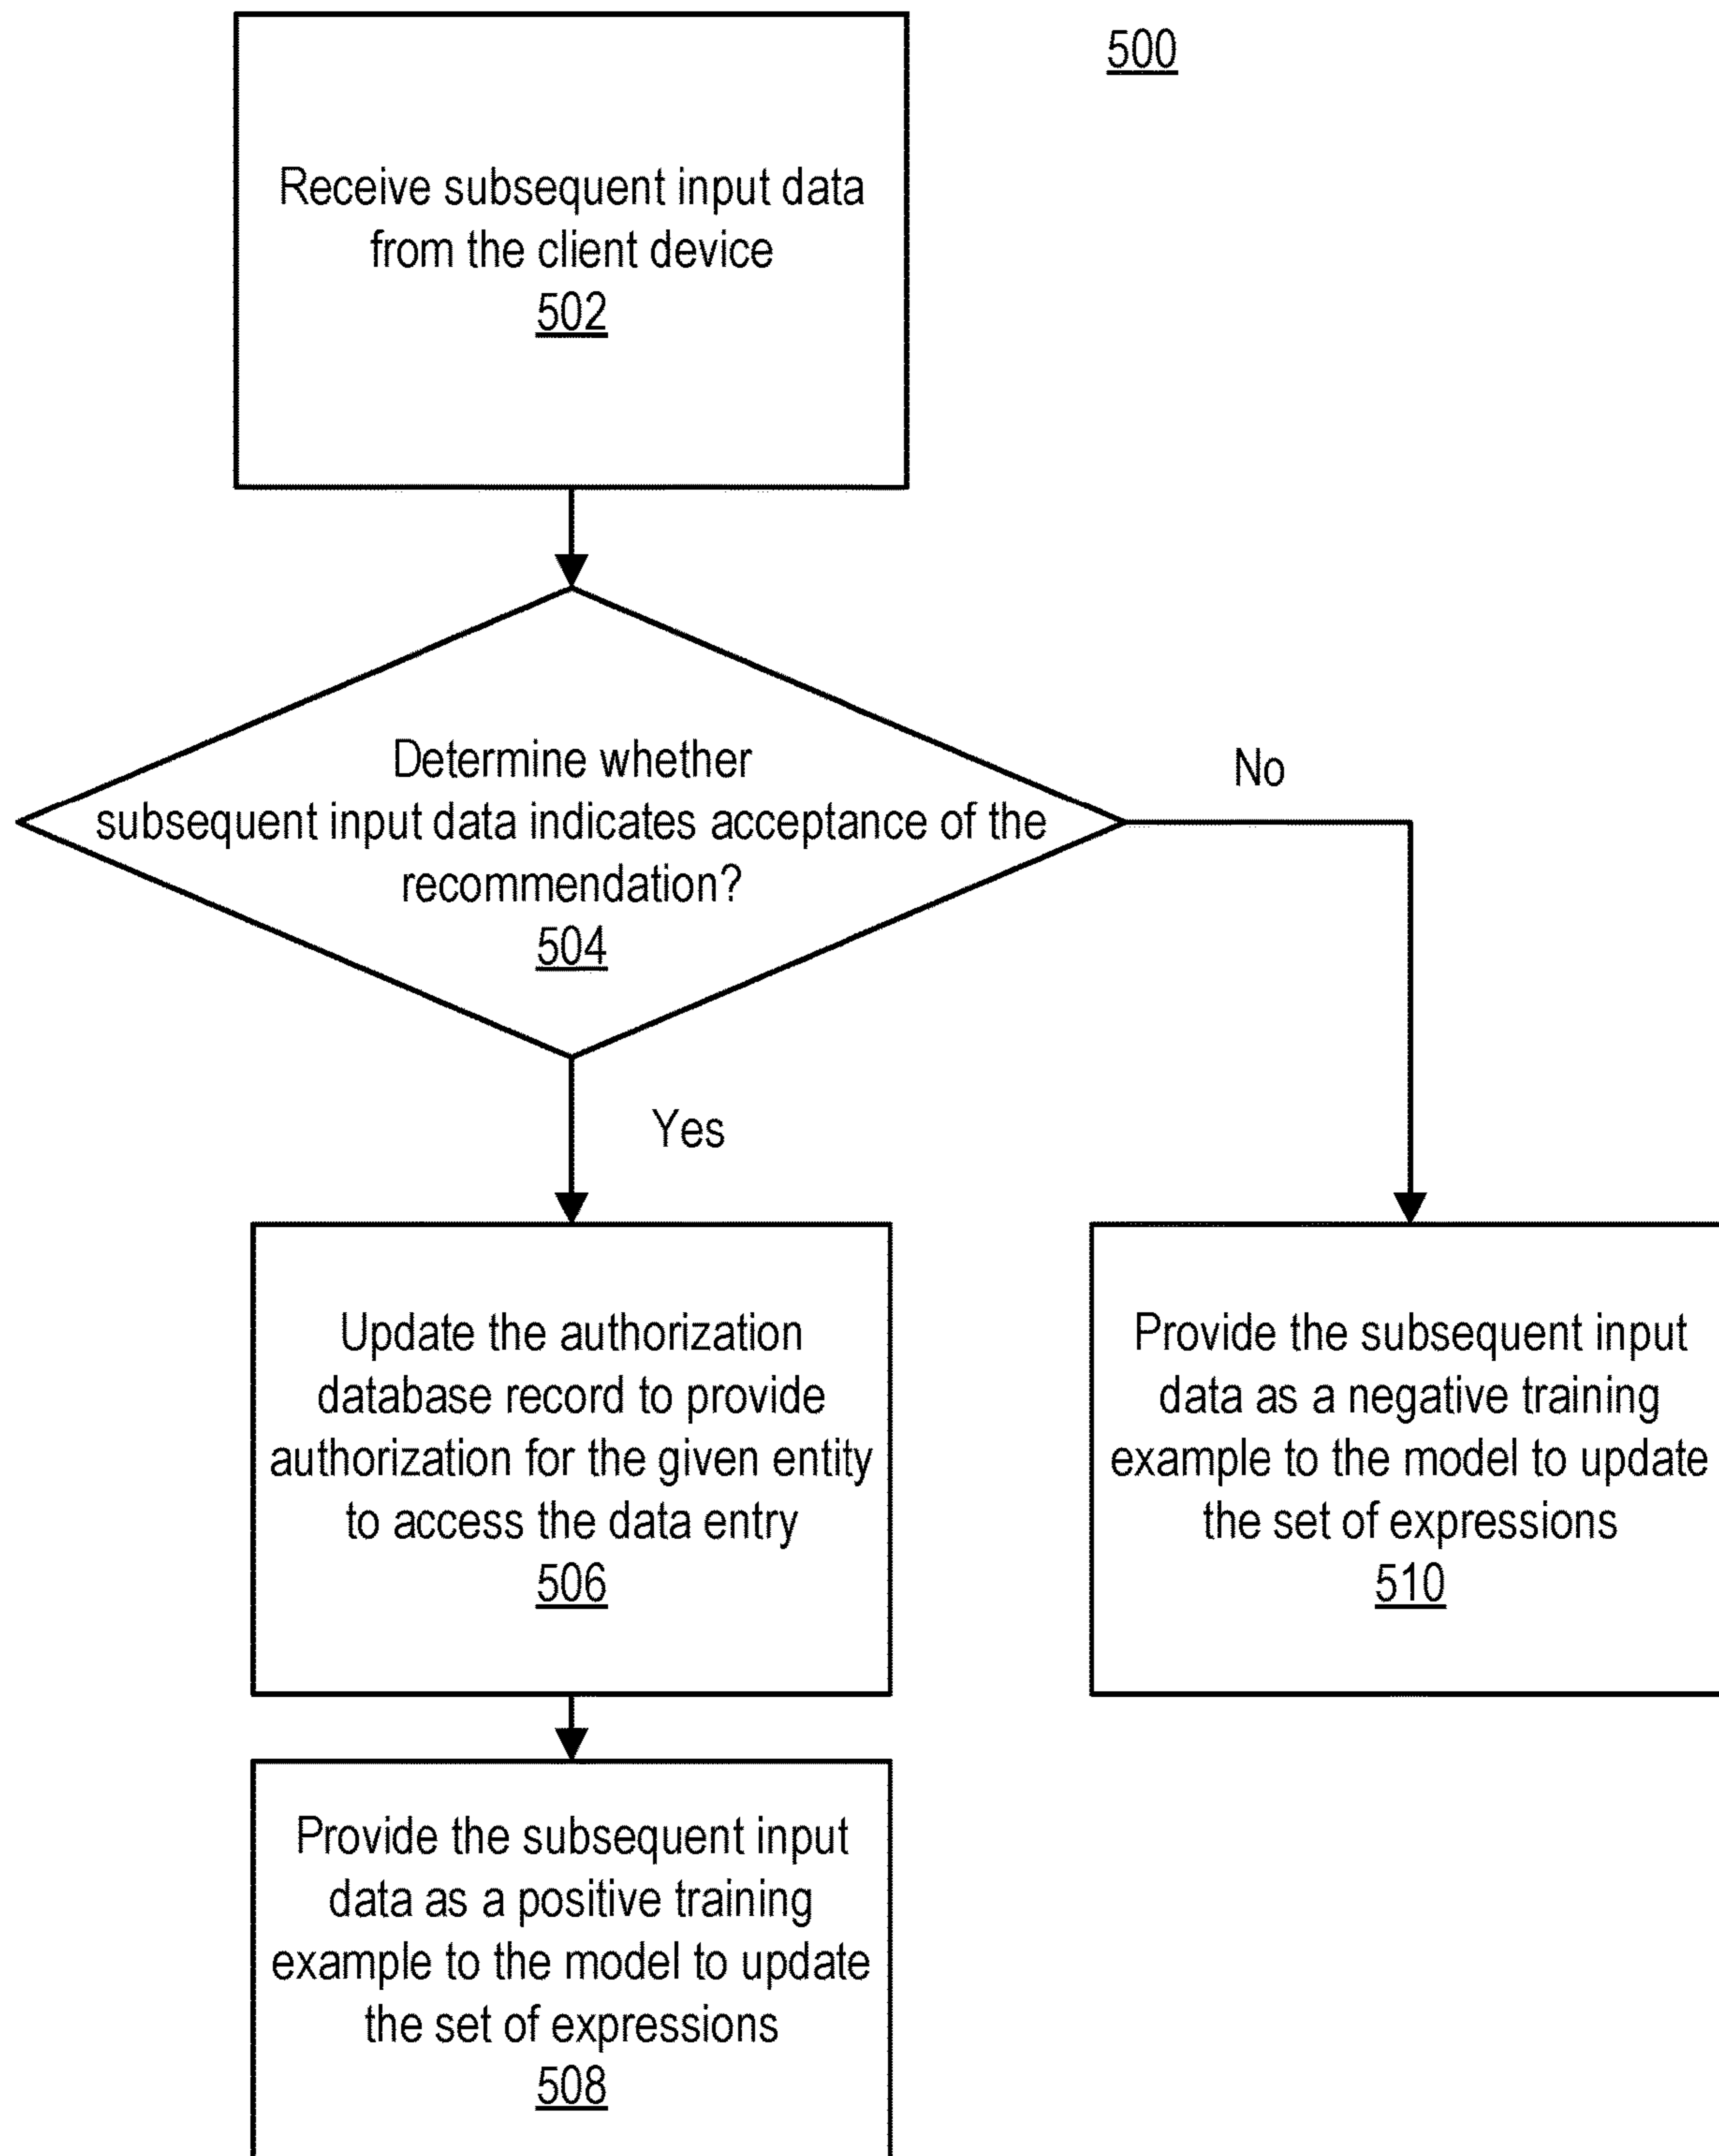 500
Receive subsequent input data
from the client device
502
Determine whether
subsequent input data indicates acceptance of the
recommendation?
504
No
Yes
Update the authorization
database record to provide
authorization for the given entity
to access the data entry
506
Provide the subsequent input
data as a negative training
example to the model to update
the set of expressions
510
Provide the subsequent input
data as a positive training
example to the model to update
the set of expressions
508